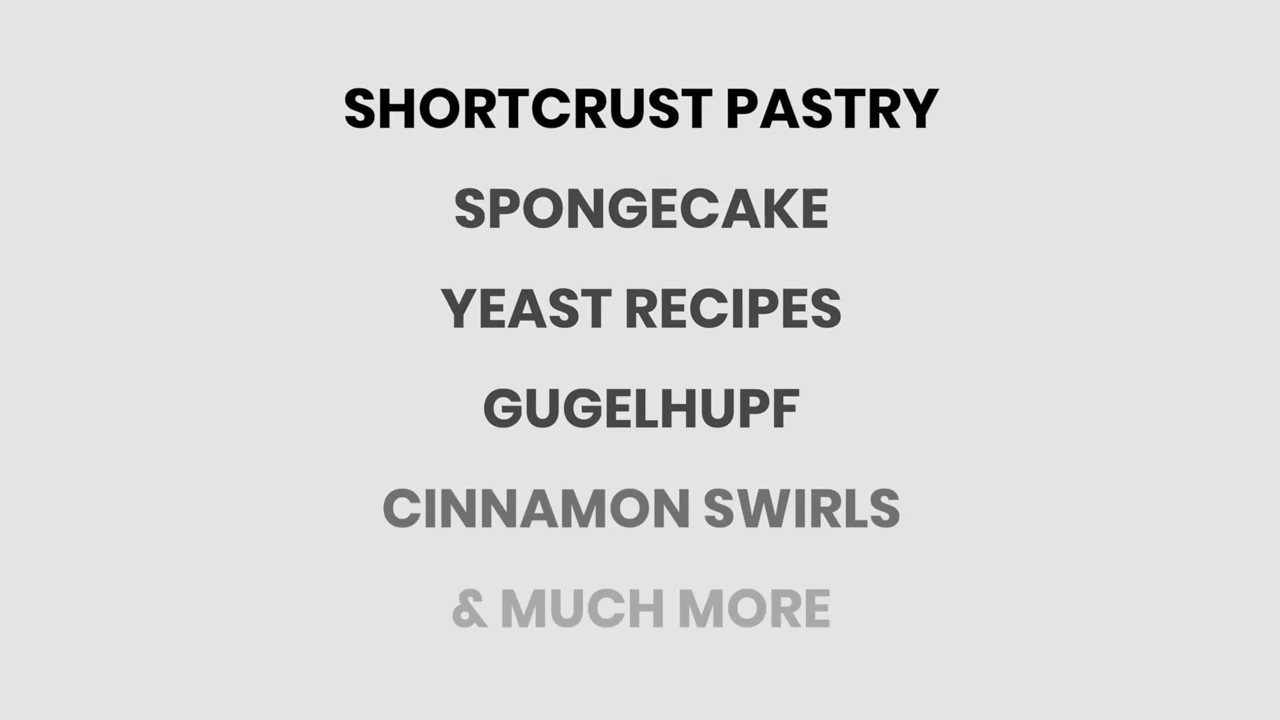 SHORTCRUST PASTRY
SPONGECAKE
YEAST RECIPES
GUGELHUPF
CINNAMON SWIRLS
& MUCH MORE